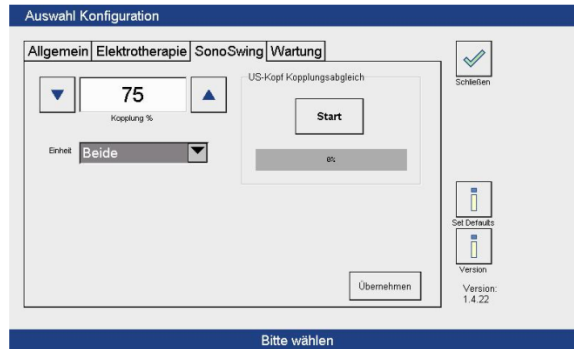 Auswahl Konfiguration
Allgemein Elektrotherapie SonoSwing Wartung
75
Kopplung %
Einheit Beide
US-Kopf Kopplungsabgleich
Start
0%
Übernehmen
Schließen
Set Defaults
Version
Version:
1.4.22
Bitte wählen